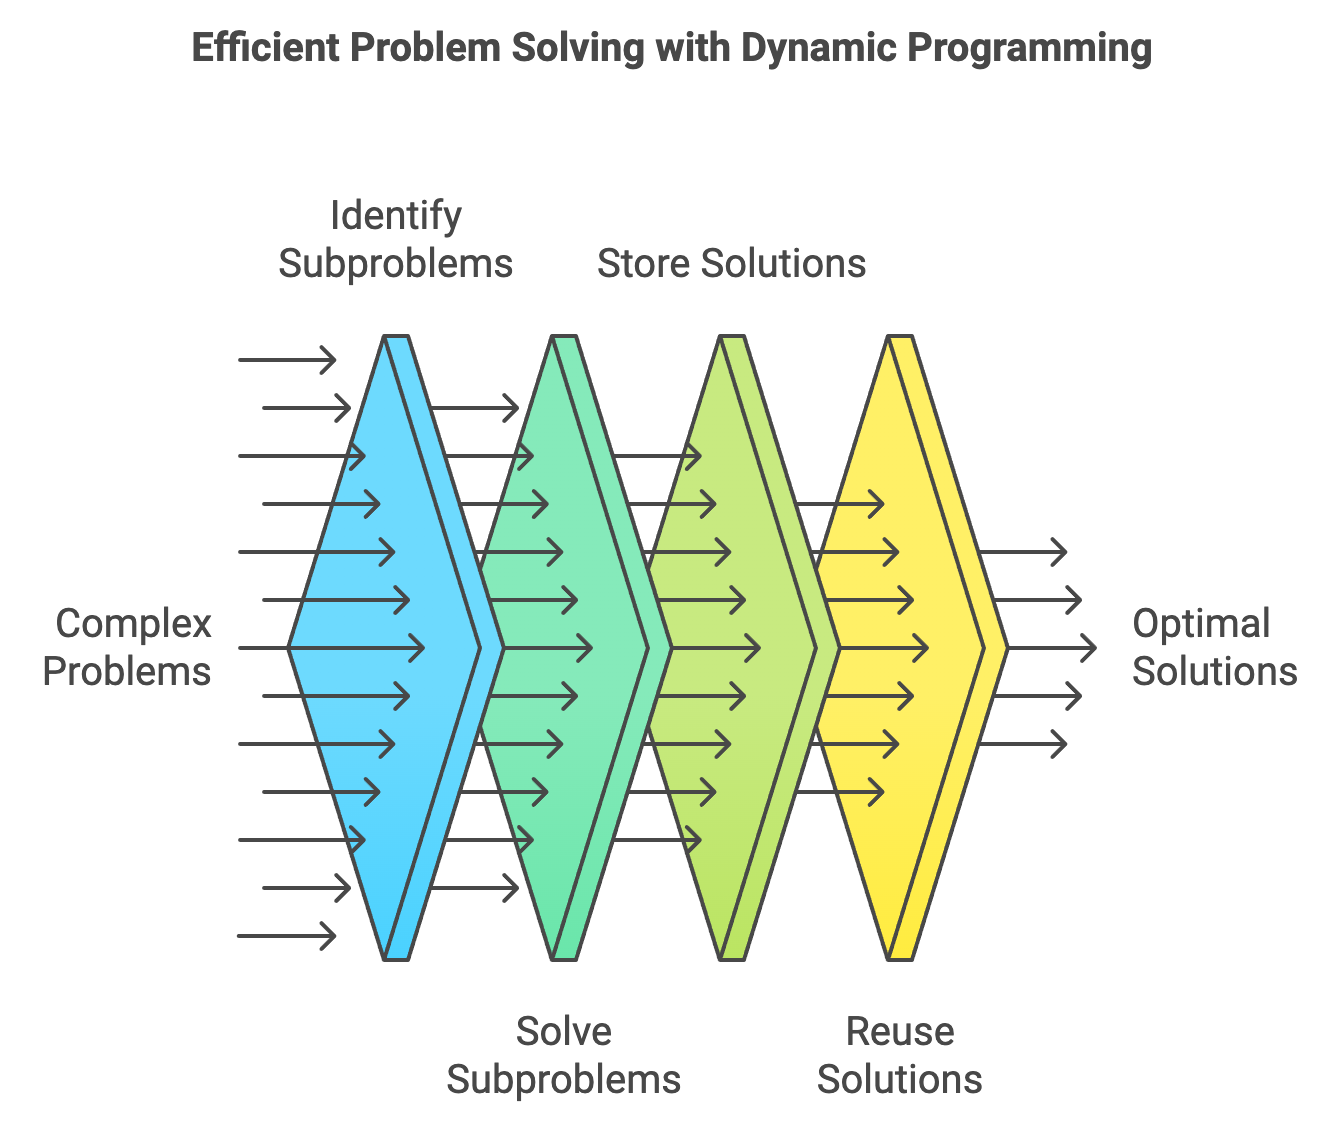 Efficient Problem Solving with Dynamic Programming
Identify
Subproblems
Store Solutions
Complex
Problems
Optimal
Solutions
Solve
Subproblems
Reuse
Solutions